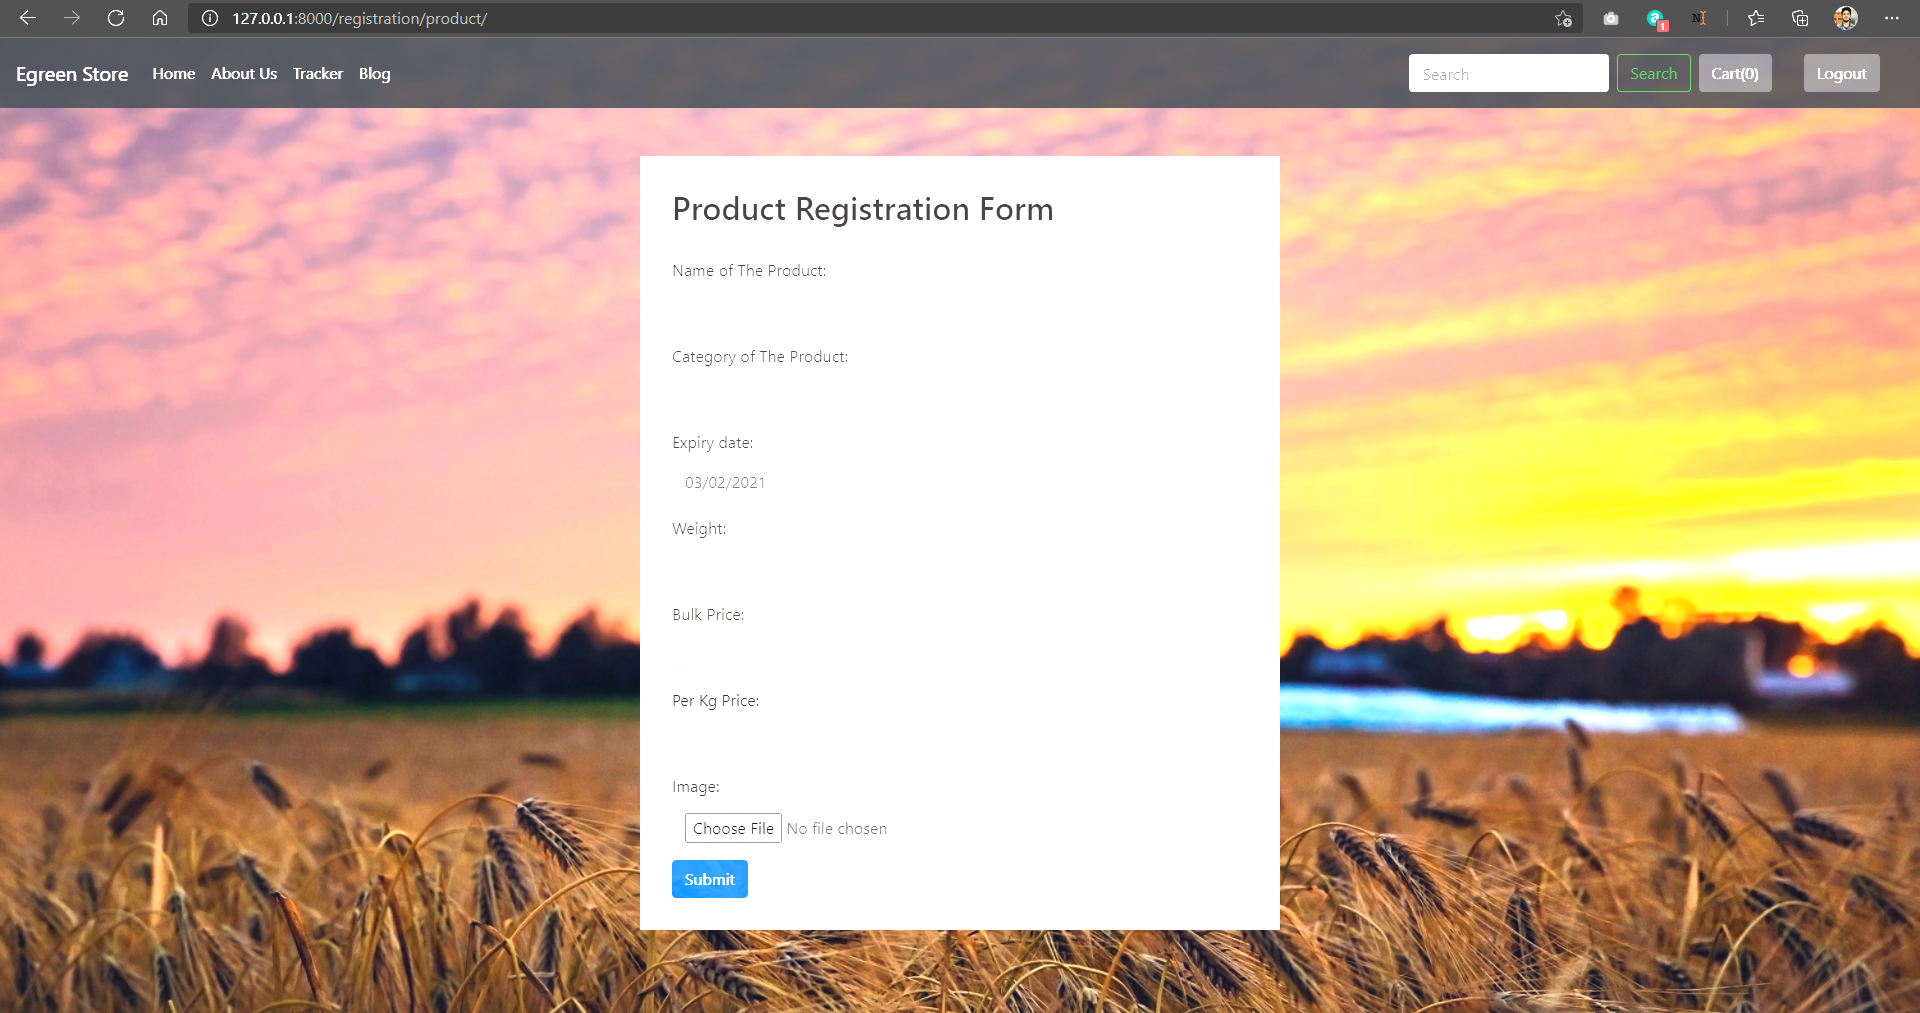 127.0.0.1:8000/registration/product/
1
Egreen Store Home About Us Tracker Blog Search Search Cart(0) Logout
Product Registration Form
Name of The Product:
Category of The Product:
Expiry date:
03/02/2021
Weight:
Bulk Price:
Per Kg Price:
Image:
Choose File No file chosen
Submit